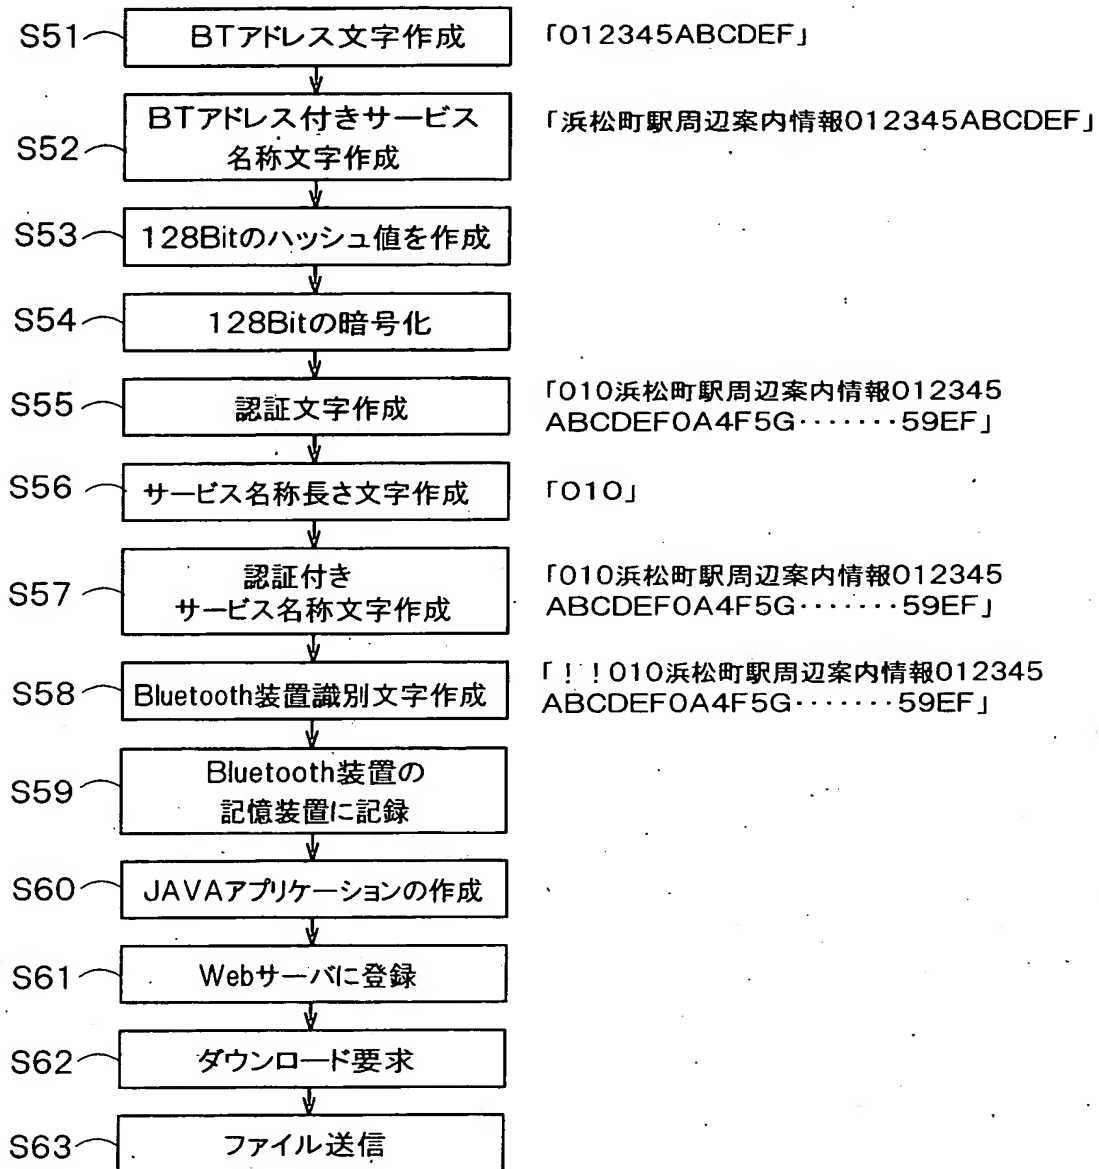 S51 BTアドレス文字作成 「012345ABCDEF」
S52 BTアドレス付きサービス
名称文字作成
「浜松町駅周辺案内情報012345ABCDEF」
S53 128Bitのハッシュ値を作成
S54 128Bitの暗号化
S55 認証文字作成
「010浜松町駅周辺案内情報012345
ABCDEF0A4F5G·······59EF」
S56 サービス名称長さ文字作成 「010」
S57 認証付き
サービス名称文字作成
「010浜松町駅周辺案内情報012345
ABCDEF0A4F5G·······59EF」
S58 Bluetooth装置識別文字作成
「！！010浜松町駅周辺案内情報012345
ABCDEF0A4F5G·······59EF」
S59 Bluetooth装置の
記憶装置に記録
S60 JAVAアプリケーションの作成
S61 Webサーバに登録
S62 ダウンロード要求
S63 ファイル送信